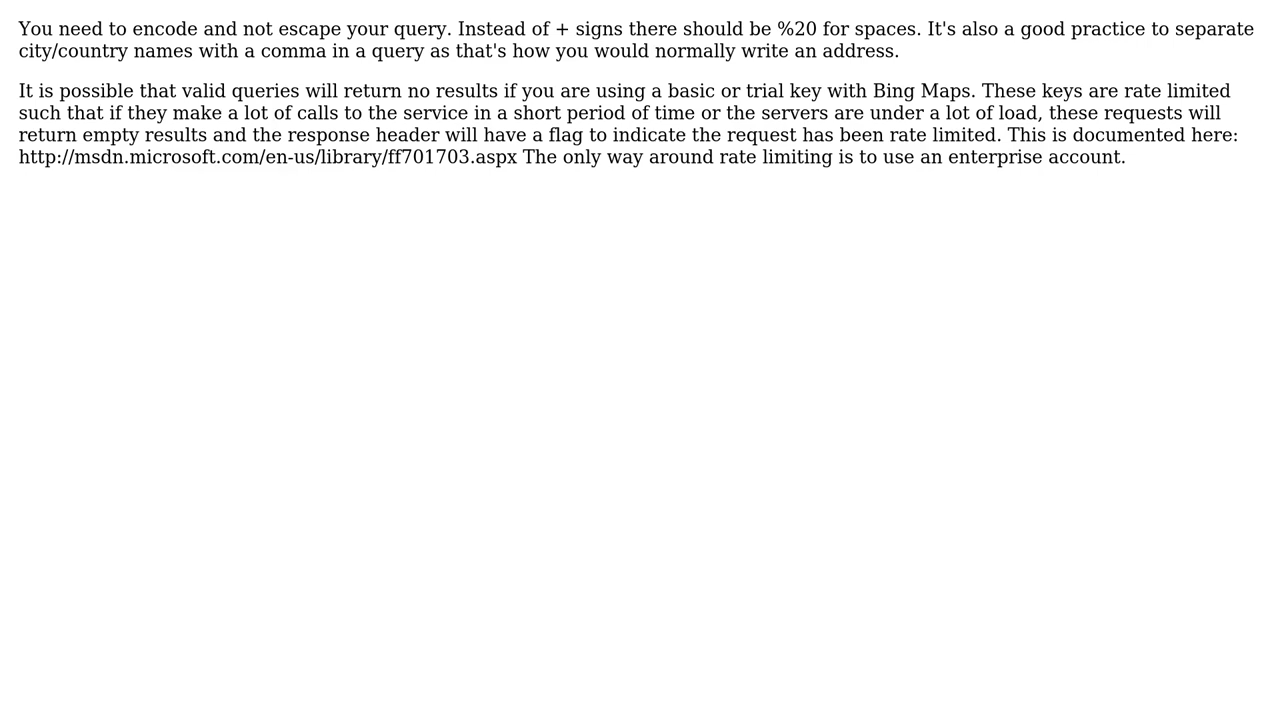 You need to encode and not escape your query. Instead of + signs there should be %20 for spaces. It's also a good practice to separate
city/country names with a comma in a query as that's how you would normally write an address.
It is possible that valid queries will return no results if you are using a basic or trial key with Bing Maps. These keys are rate limited
such that if they make a lot of calls to the service in a short period of time or the servers are under a lot of load, these requests will
return empty results and the response header will have a flag to indicate the request has been rate limited. This is documented here:
http://msdn.microsoft.com/en-us/library/ff701703.aspx The only way around rate limiting is to use an enterprise account.